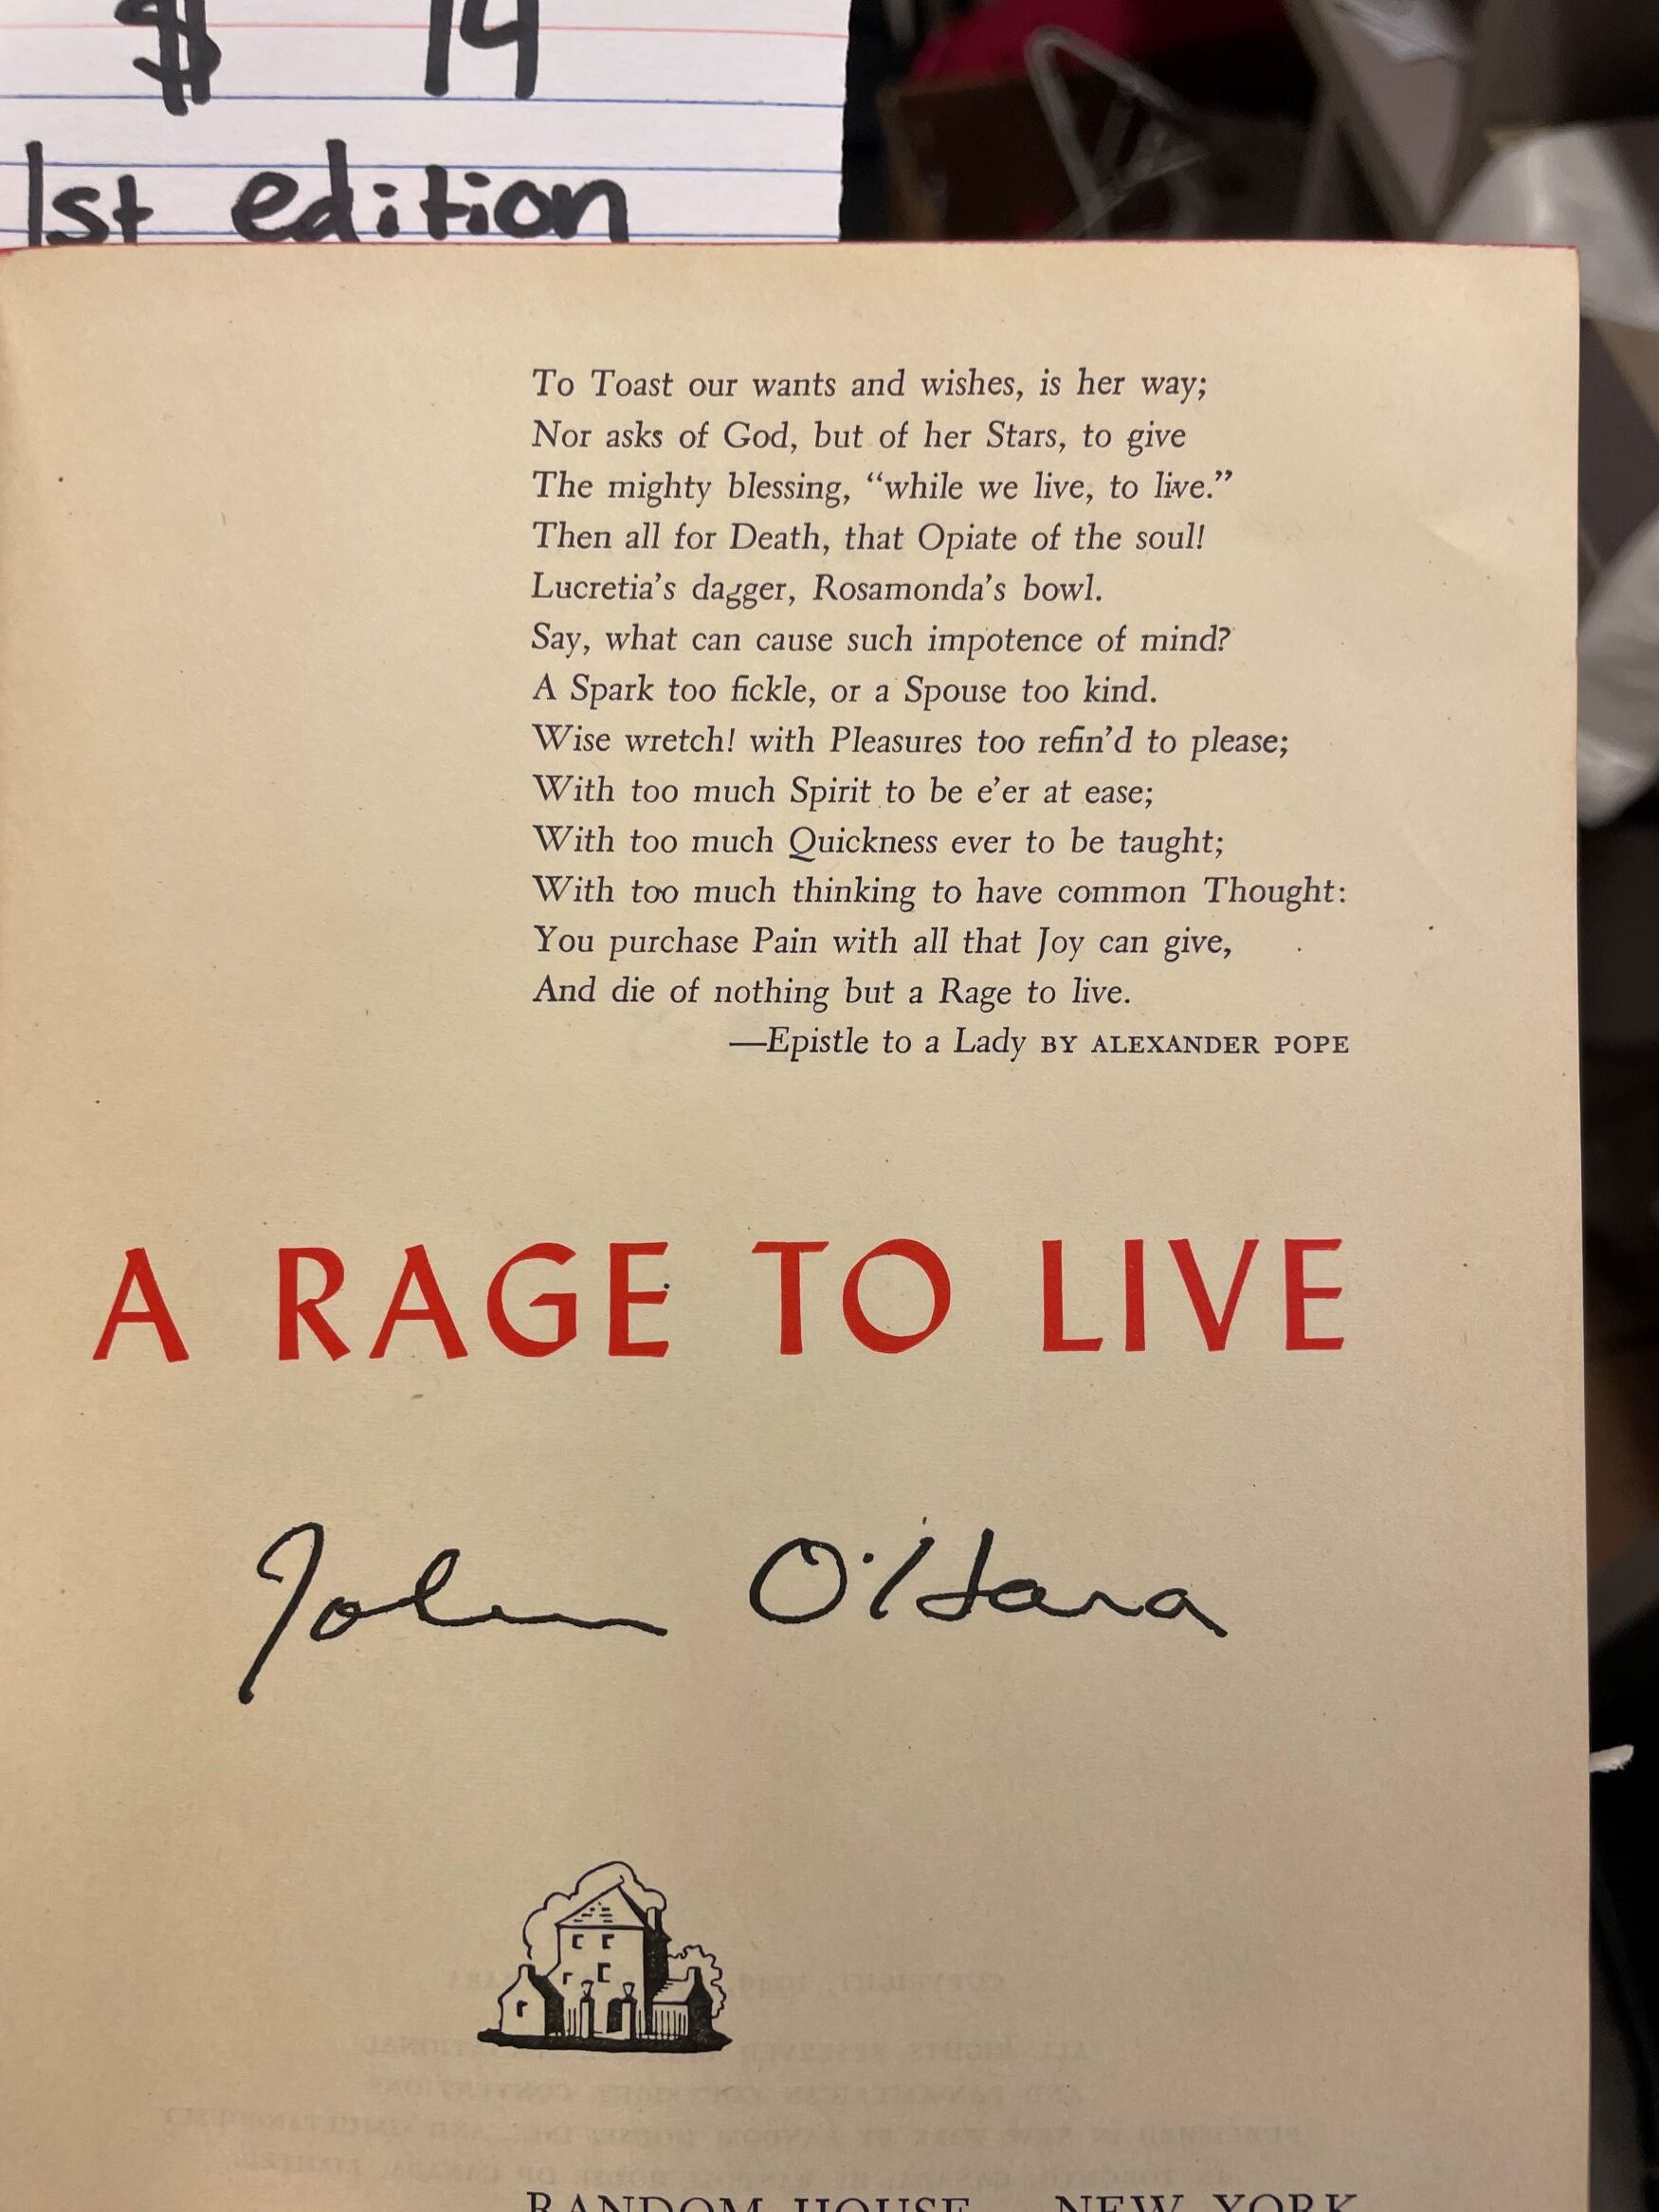 $ 14
1st edition
To Toast our wants and wishes, is her way;
Nor asks of God, but of her Stars, to give
The mighty blessing, “while we live, to live.”
Then all for Death, that Opiate of the soul!
Lucretia’s dagger, Rosamonda’s bowl.
Say, what can cause such impotence of mind?
A Spark too fickle, or a Spouse too kind.
Wise wretch! with Pleasures too refin’d to please;
With too much Spirit to be e’er at ease;
With too much Quickness ever to be taught;
With too much thinking to have common Thought:
You purchase Pain with all that Joy can give,
And die of nothing but a Rage to live.
—Epistle to a Lady BY ALEXANDER POPE
A RAGE TO LIVE
John O'Hara
RANDOM HOUSE NEW YORK